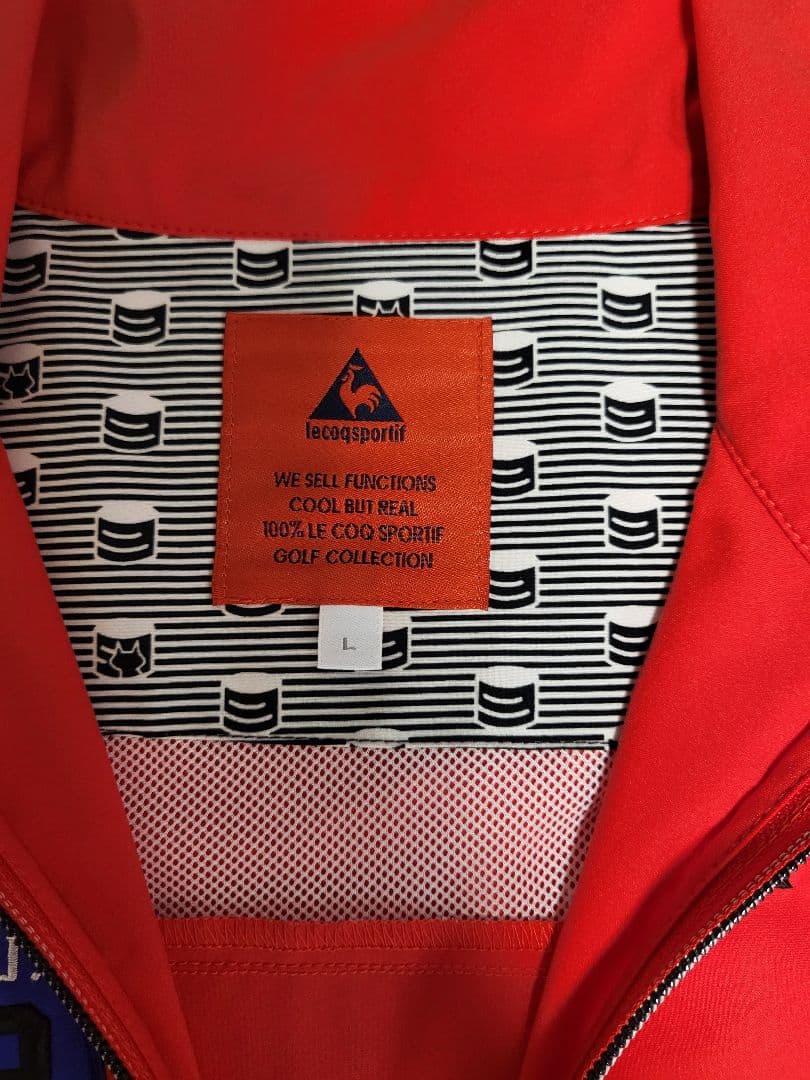 lecoqsportif
WE SELL FUNCTIONS
COOL BUT REAL
100% LE COQ SPORTIF
GOLF COLLECTION
L